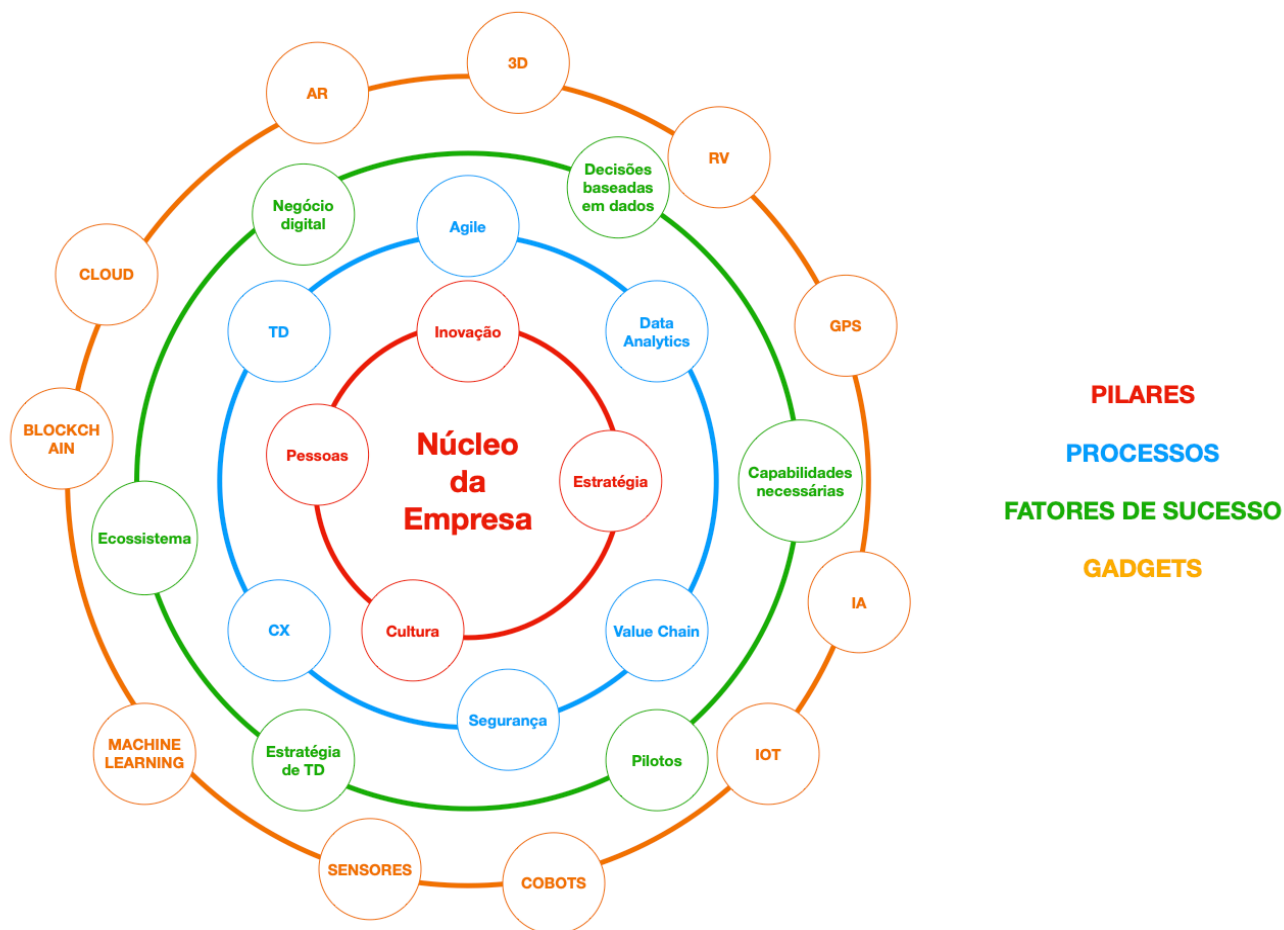 3D
AR
RV
Decisões
baseadas
em dados
Negócio
digital
Agile
CLOUD
TD
Inovação
Data
Analytics
GPS
PILARES
BLOCKCH
AIN
Pessoas
Núcleo
da
Empresa
Estratégia
Capabilidades
necessárias
PROCESSOS
FATORES DE SUCESSO
Ecossistema
GADGETS
IA
CX
Cultura
Value Chain
Segurança
MACHINE
LEARNING
Estratégia
de TD
Pilotos
IOT
SENSORES
COBOTS